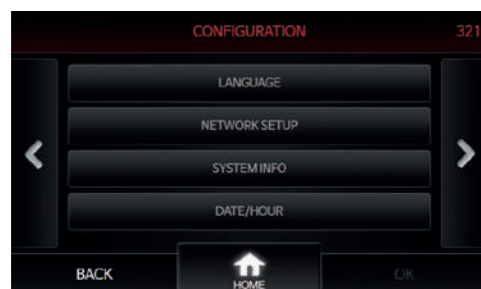 CONFIGURATION 321
LANGUAGE
NETWORK SETUP
SYSTEM INFO
DATE/HOUR
BACK HOME OK